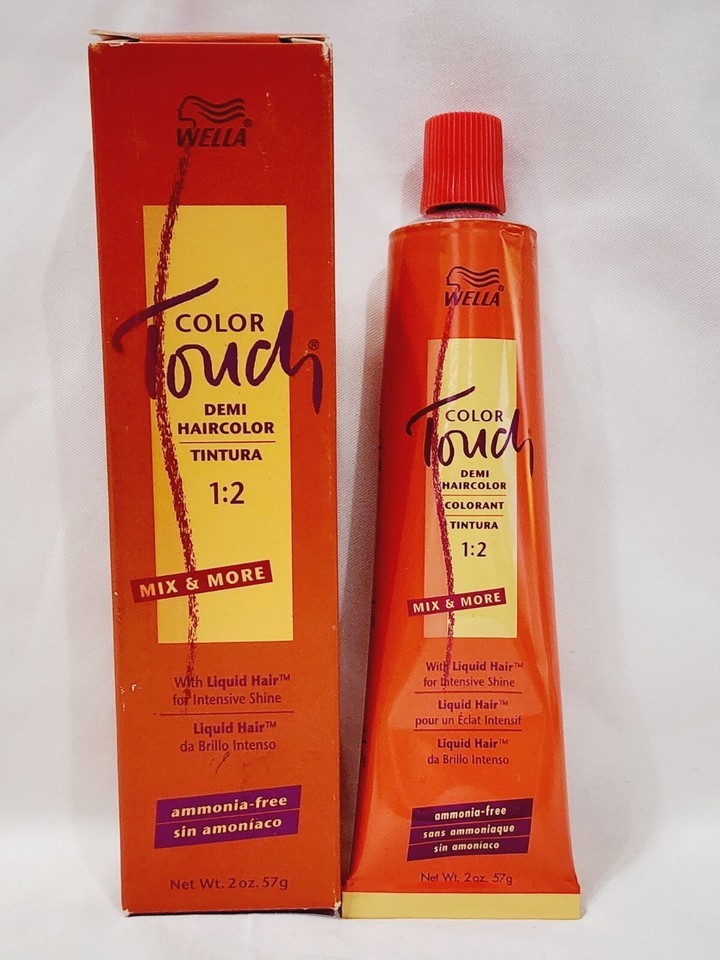 WELLA®
COLOR
Touch®
DEMI
HAIRCOLOR
TINTURA
1:2
MIX & MORE
With Liquid Hair™
for Intensive Shine
Liquid Hair™
da Brillo Intenso
ammonia-free
sin amoníaco
Net Wt. 2 oz. 57g
WELLA®
COLOR
Touch
DEMI
HAIRCOLOR
COLORANT
TINTURA
1:2
MIX & MORE
With Liquid Hair™
for Intensive Shine
Liquid Hair™
pour un Éclat Intensif
Liquid Hair™
da Brillo Intenso
ammonia-free
sans ammoniaque
sin amoníaco
Net Wt. 2 oz. 57g